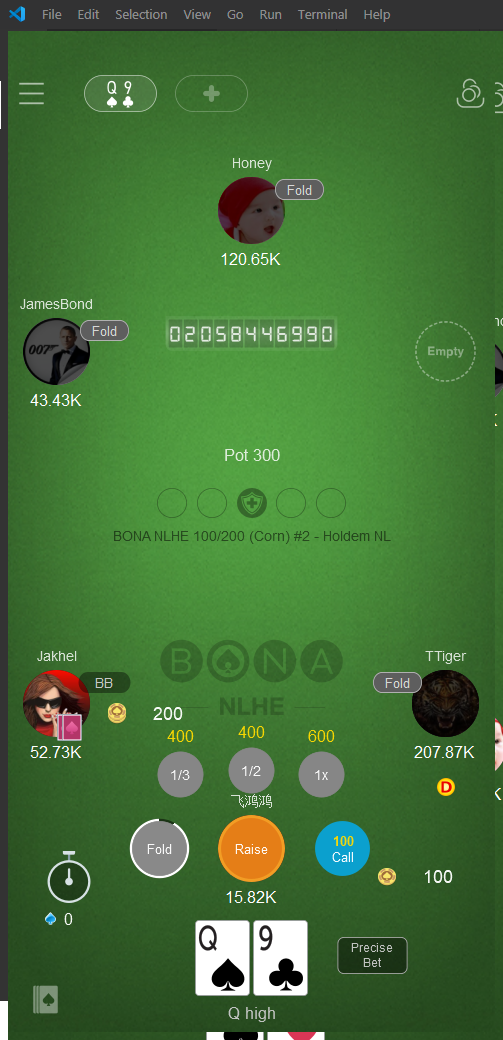 File Edit Selection View Go Run Terminal Help
Q 9
Honey
Fold
120.65K
JamesBond
Fold
007
43.43K
02058446990
Empty
Pot 300
BONA NLHE 100/200 (Corn) #2 - Holdem NL
BONA
NLHE
Jakhel
BB
200
52.73K
TTiger
Fold
207.87K
D
400 400 600
1/3 1/2 1x
飞鸿鸿
Fold Raise 100
Call
15.82K
100
0
Q 9
Precise
Bet
Q high